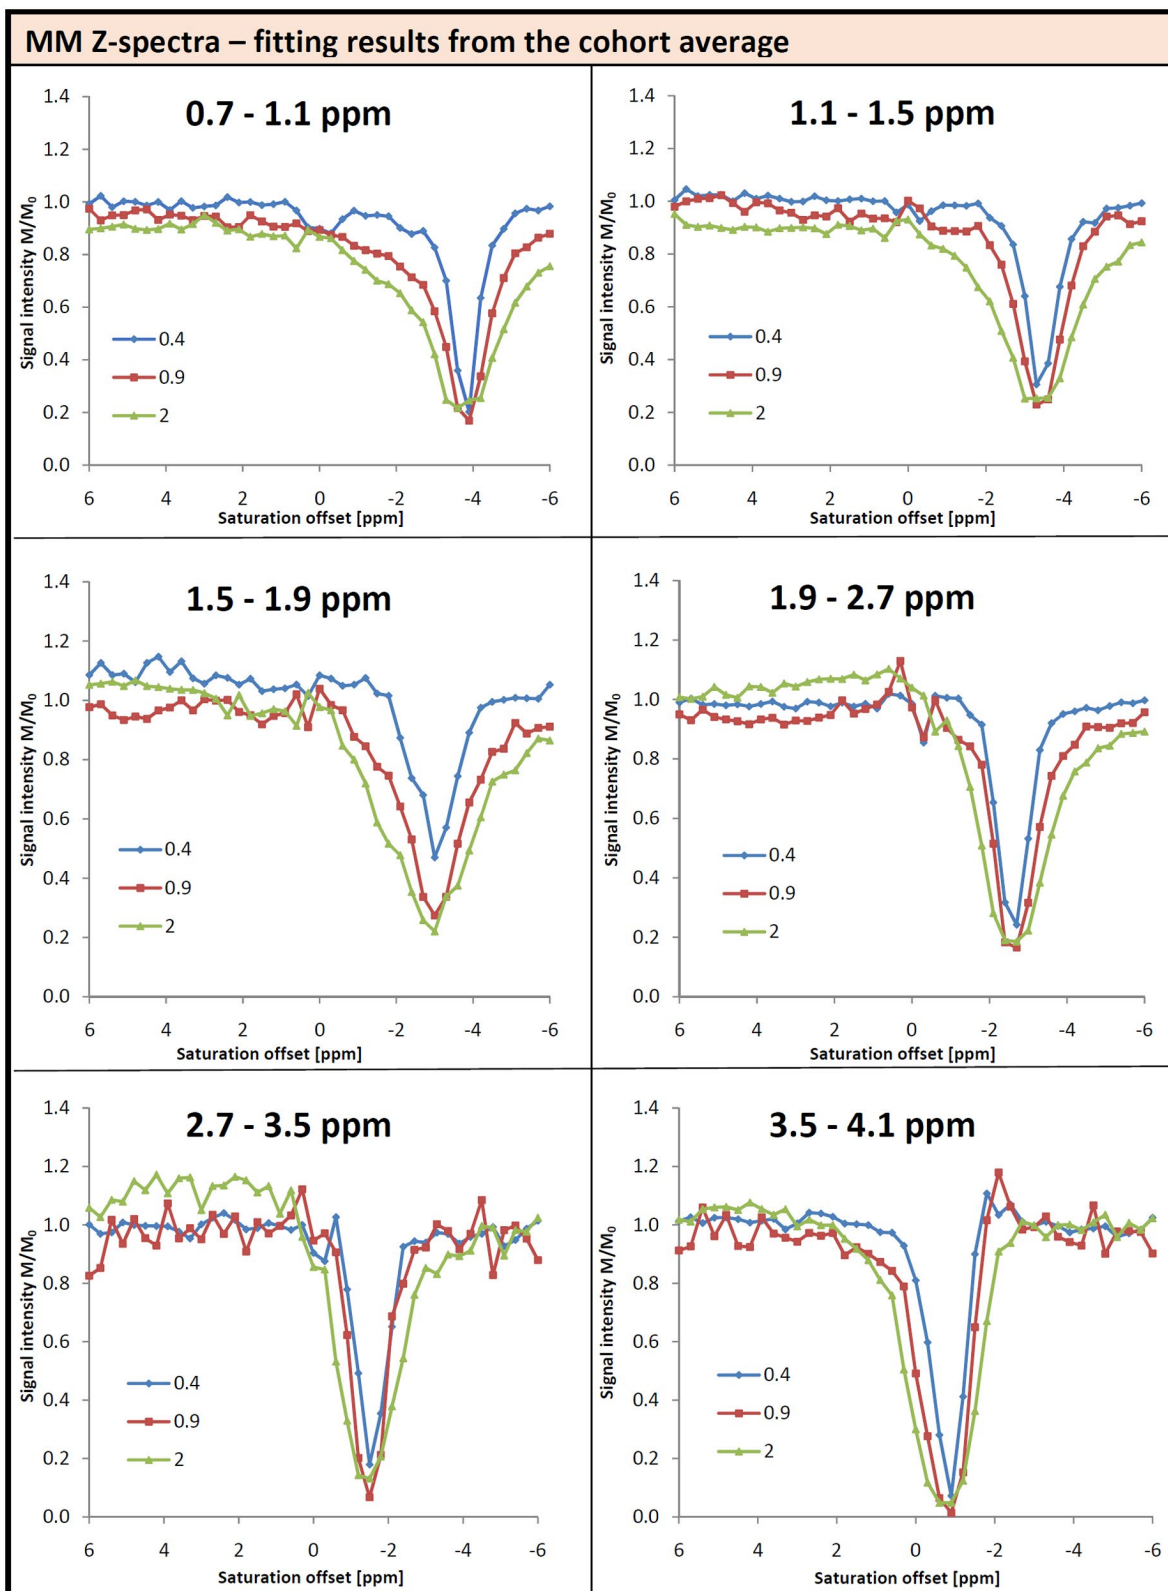 MM Z-spectra – fitting results from the cohort average
0.7 - 1.1 ppm
Signal intensity M/M₀
1.4
1.2
1.0
0.8
0.6
0.4
0.2
0.0
0.4
0.9
2
6 4 2 0 -2 -4 -6
Saturation offset [ppm]
1.1 - 1.5 ppm
Signal intensity M/M₀
1.4
1.2
1.0
0.8
0.6
0.4
0.2
0.0
0.4
0.9
2
6 4 2 0 -2 -4 -6
Saturation offset [ppm]
1.5 - 1.9 ppm
Signal intensity M/M₀
1.4
1.2
1.0
0.8
0.6
0.4
0.2
0.0
0.4
0.9
2
6 4 2 0 -2 -4 -6
Saturation offset [ppm]
1.9 - 2.7 ppm
Signal intensity M/M₀
1.4
1.2
1.0
0.8
0.6
0.4
0.2
0.0
0.4
0.9
2
6 4 2 0 -2 -4 -6
Saturation offset [ppm]
2.7 - 3.5 ppm
Signal intensity M/M₀
1.4
1.2
1.0
0.8
0.6
0.4
0.2
0.0
0.4
0.9
2
6 4 2 0 -2 -4 -6
Saturation offset [ppm]
3.5 - 4.1 ppm
Signal intensity M/M₀
1.4
1.2
1.0
0.8
0.6
0.4
0.2
0.0
0.4
0.9
2
6 4 2 0 -2 -4 -6
Saturation offset [ppm]